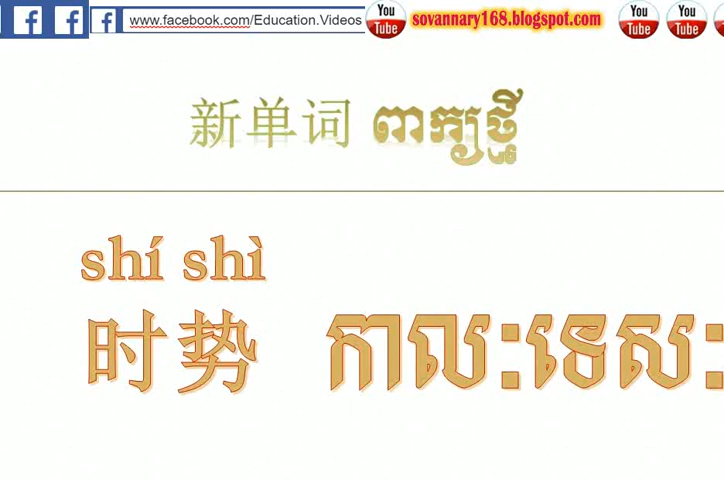 www.facebook.com/Education.Videos You Tube sovannary168.blogspot.com You Tube You Tube
新单词 ពាក្យថ្មី
shí shì
时势 កាលៈទេសៈ